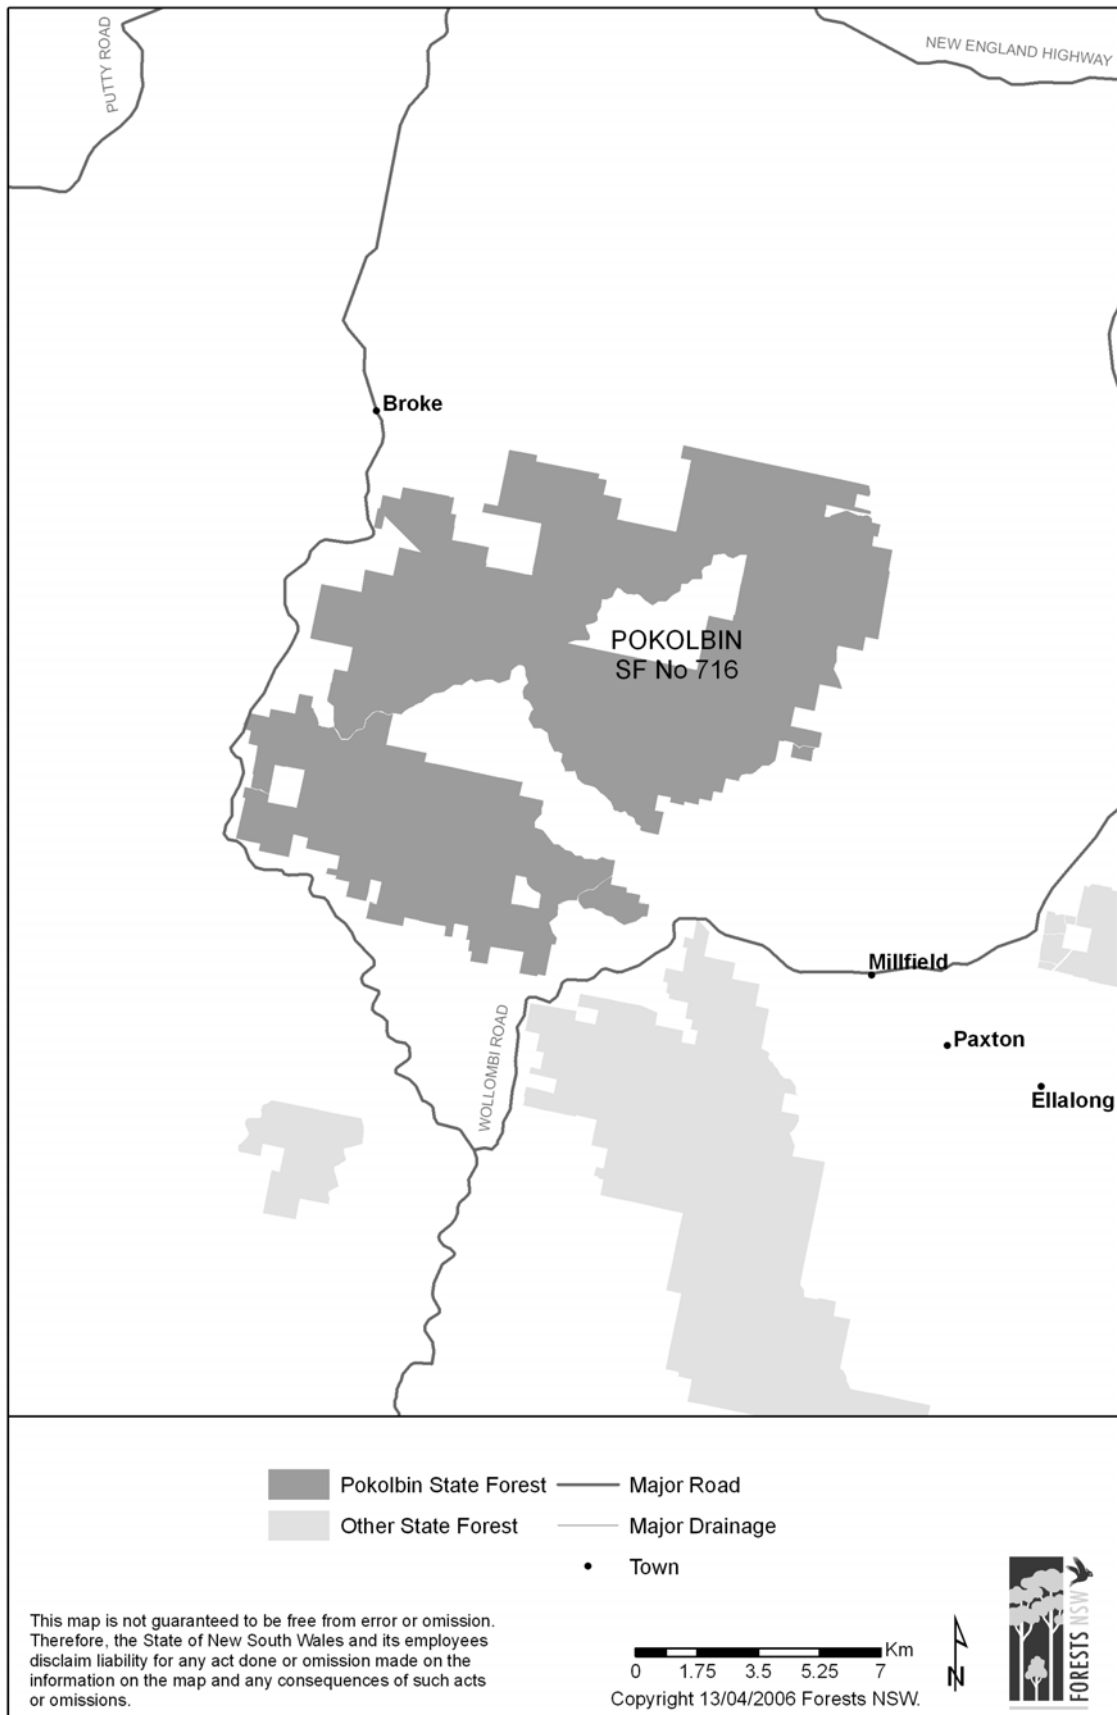 NEW ENGLAND HIGHWAY
PUTTY ROAD
Broke
POKOLBIN
SF No 716
Millfield
WOLLOMBI ROAD
Paxton
Ellalong
Pokolbin State Forest
Major Road
Other State Forest
Major Drainage
Town
This map is not guaranteed to be free from error or omission.
Therefore, the State of New South Wales and its employees
disclaim liability for any act done or omission made on the
information on the map and any consequences of such acts
or omissions.
Km
0 1.75 3.5 5.25 7
Copyright 13/04/2006 Forests NSW.
N
FORESTS NSW